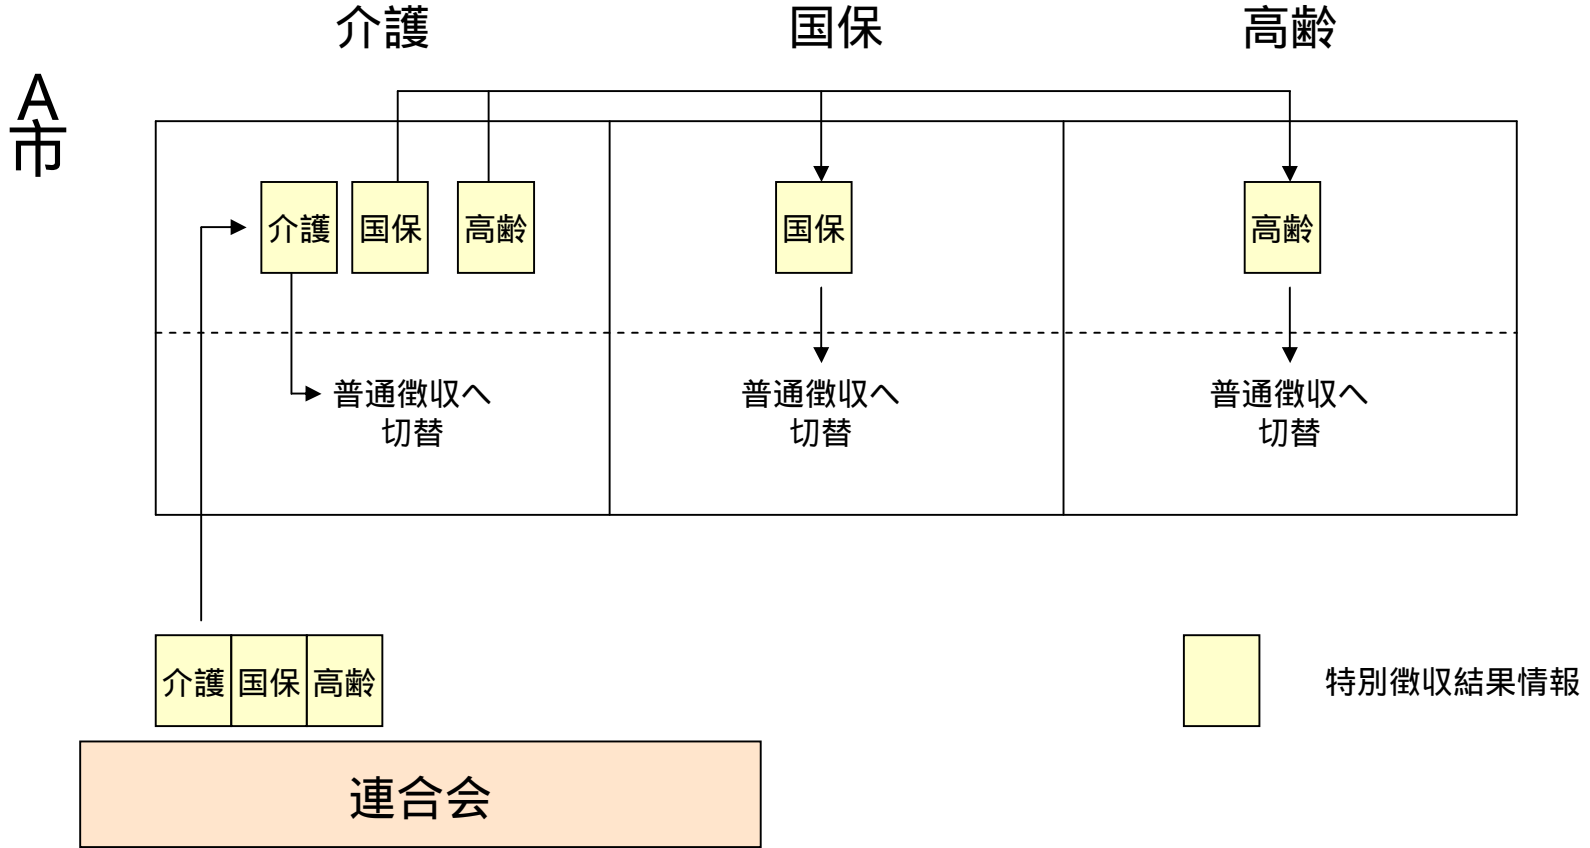 介護
国保
高齢
A市
介護
国保
高齢
国保
高齢
普通徴収へ
切替
普通徴収へ
切替
普通徴収へ
切替
介護
国保
高齢
特別徴収結果情報
連合会